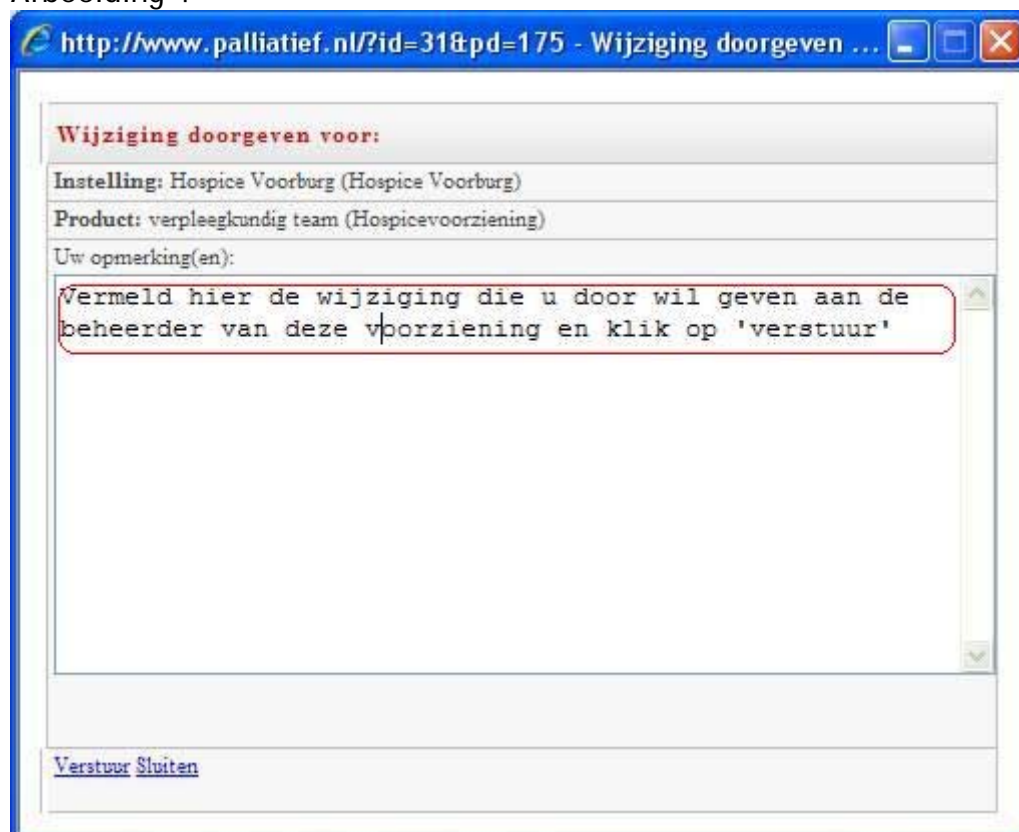 http://www.palliatief.nl/?id=31&pd=175 - Wijziging doorgeven ...
Wijziging doorgeven voor:
Instelling: Hospice Voorburg (Hospice Voorburg)
Product: verpleegkundig team (Hospicevoorziening)
Uw opmerking(en):
Vermeld hier de wijziging die u door wil geven aan de
beheerder van deze voorziening en klik op 'verstuur'
Verstuur Sluiten